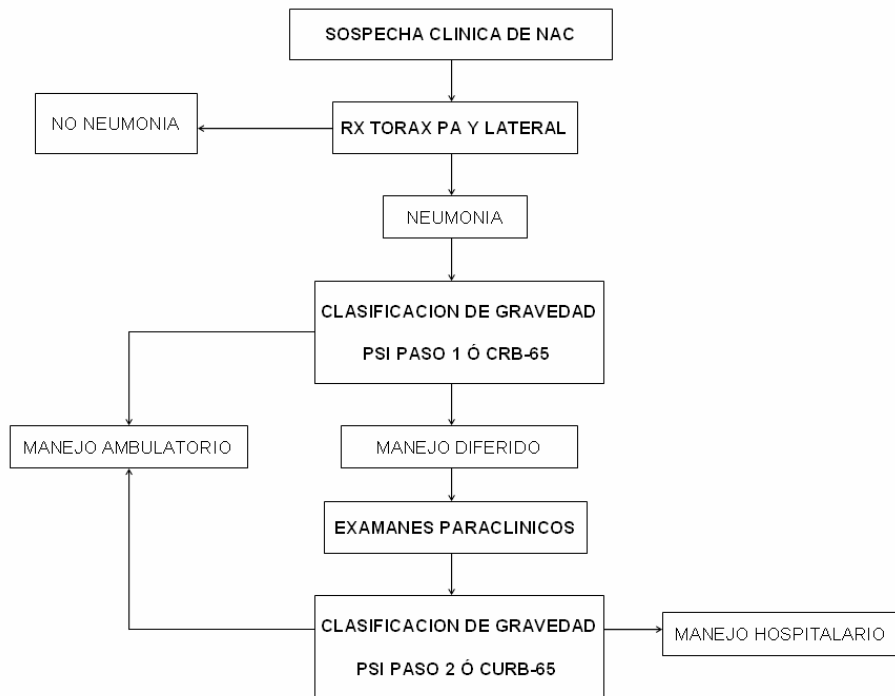 SOSPECHA CLINICA DE NAC
NO NEUMONIA
RX TORAX PA Y LATERAL
NEUMONIA
CLASIFICACION DE GRAVEDAD
PSI PASO 1 Ó CRB-65
MANEJO AMBULATORIO
MANEJO DIFERIDO
EXAMANES PARACLINICOS
CLASIFICACION DE GRAVEDAD
PSI PASO 2 Ó CURB-65
MANEJO HOSPITALARIO